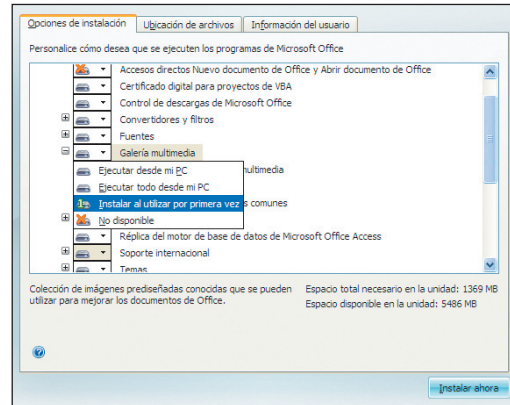 Opciones de instalación Ubicación de archivos Información del usuario
Personalice cómo desea que se ejecuten los programas de Microsoft Office
Accesos directos Nuevo documento de Office y Abrir documento de Office
Certificado digital para proyectos de VBA
Control de descargas de Microsoft Office
Convertidores y filtros
Fuentes
Galería multimedia
Ejecutar desde mi PC
ultimedia
Ejecutar todo desde mi PC
Instalar al utilizar por primera vez
s comunes
No disponible
Réplica del motor de base de datos de Microsoft Office Access
Soporte internacional
Temas
Colección de imágenes prediseñadas conocidas que se pueden
utilizar para mejorar los documentos de Office.
Espacio total necesario en la unidad: 1369 MB
Espacio disponible en la unidad: 5486 MB
Instalar ahora